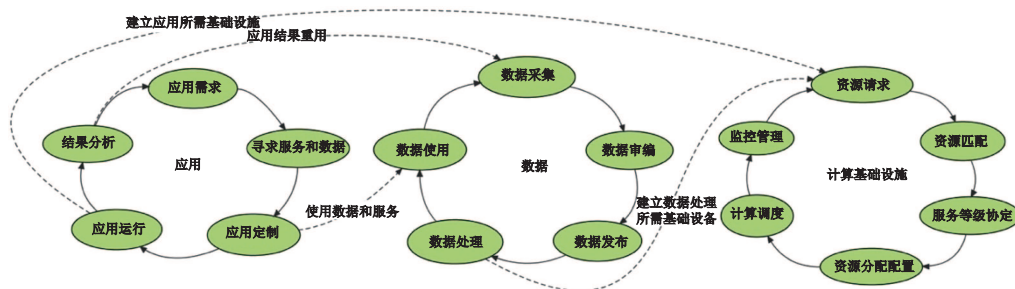 建立应用所需基础设施
应用结果重用
应用需求
寻求服务和数据
应用定制
应用运行
结果分析
应用
使用数据和服务
数据采集
数据审编
数据发布
数据处理
数据使用
数据
建立数据处理
所需基础设备
资源请求
资源匹配
服务等级协定
资源分配配置
计算调度
监控管理
计算基础设施